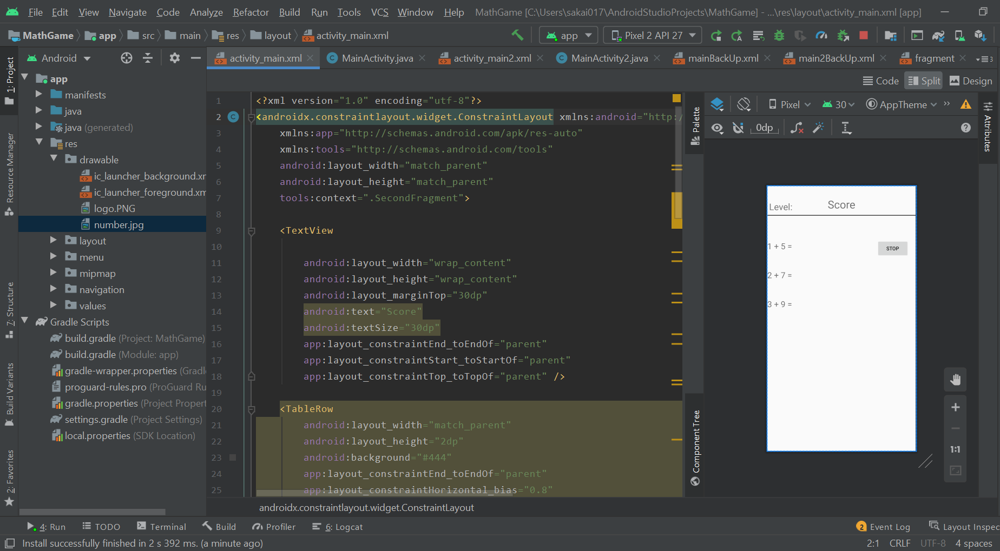 File Edit View Navigate Code Analyze Refactor Build Run Tools VCS Window Help MathGame [C:\Users\sakai017\AndroidStudioProjects\MathGame] - ...\res\layout\activity_main.xml [app]
MathGame app src main res layout activity_main.xml app Pixel 2 API 27
Android activity_main.xml MainActivity.java activity_main2.xml MainActivity2.java mainBackUp.xml main2BackUp.xml fragment 3
Code Split Design
1: Project
Resource Manager
7: Structure
Build Variants
2: Favorites
app
manifests
java
java (generated)
res
drawable
ic_launcher_background.xr
ic_launcher_foreground.xm
logo.PNG
number.jpg
layout
menu
mipmap
navigation
values
Gradle Scripts
build.gradle (Project: MathGame)
build.gradle (Module: app)
gradle-wrapper.properties (Gradl
proguard-rules.pro (ProGuard Ru
gradle.properties (Project Propert
settings.gradle (Project Settings)
local.properties (SDK Location)
1 <?xml version="1.0" encoding="utf-8"?>
2 <androidx.constraintlayout.widget.ConstraintLayout xmlns:android="http:/
3 xmlns:app="http://schemas.android.com/apk/res-auto"
4 xmlns:tools="http://schemas.android.com/tools"
5 android:layout_width="match_parent"
6 android:layout_height="match_parent"
7 tools:context=".SecondFragment">
8
9 <TextView
10
11 android:layout_width="wrap_content"
12 android:layout_height="wrap_content"
13 android:layout_marginTop="30dp"
14 android:text="Score"
15 android:textSize="30dp"
16 app:layout_constraintEnd_toEndOf="parent"
17 app:layout_constraintStart_toStartOf="parent"
18 app:layout_constraintTop_toTopOf="parent" />
19
20 <TableRow
21 android:layout_width="match_parent"
22 android:layout_height="2dp"
23 android:background="#444"
24 app:layout_constraintEnd_toEndOf="parent"
25 app:layout_constraintHorizontal_bias="0.8"
androidx.constraintlayout.widget.ConstraintLayout
Palette
Component Tree
Pixel 30 AppTheme
0dp
Attributes
Level: Score
1 + 5 = STOP
2 + 7 =
3 + 9 =
1:1
4: Run TODO Terminal Build Profiler 6: Logcat 2 Event Log Layout Inspec
Install successfully finished in 2 s 392 ms. (a minute ago) 2:1 CRLF UTF-8 4 spaces